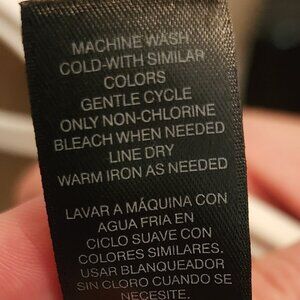 MACHINE WASH
COLD-WITH SIMILAR
COLORS
GENTLE CYCLE
ONLY NON-CHLORINE
BLEACH WHEN NEEDED
LINE DRY
WARM IRON AS NEEDED
LAVAR A MÁQUINA CON
AGUA FRIA EN
CICLO SUAVE CON
COLORES SIMILARES.
USAR BLANQUEADOR
SIN CLORO CUANDO SE
NECESITE.